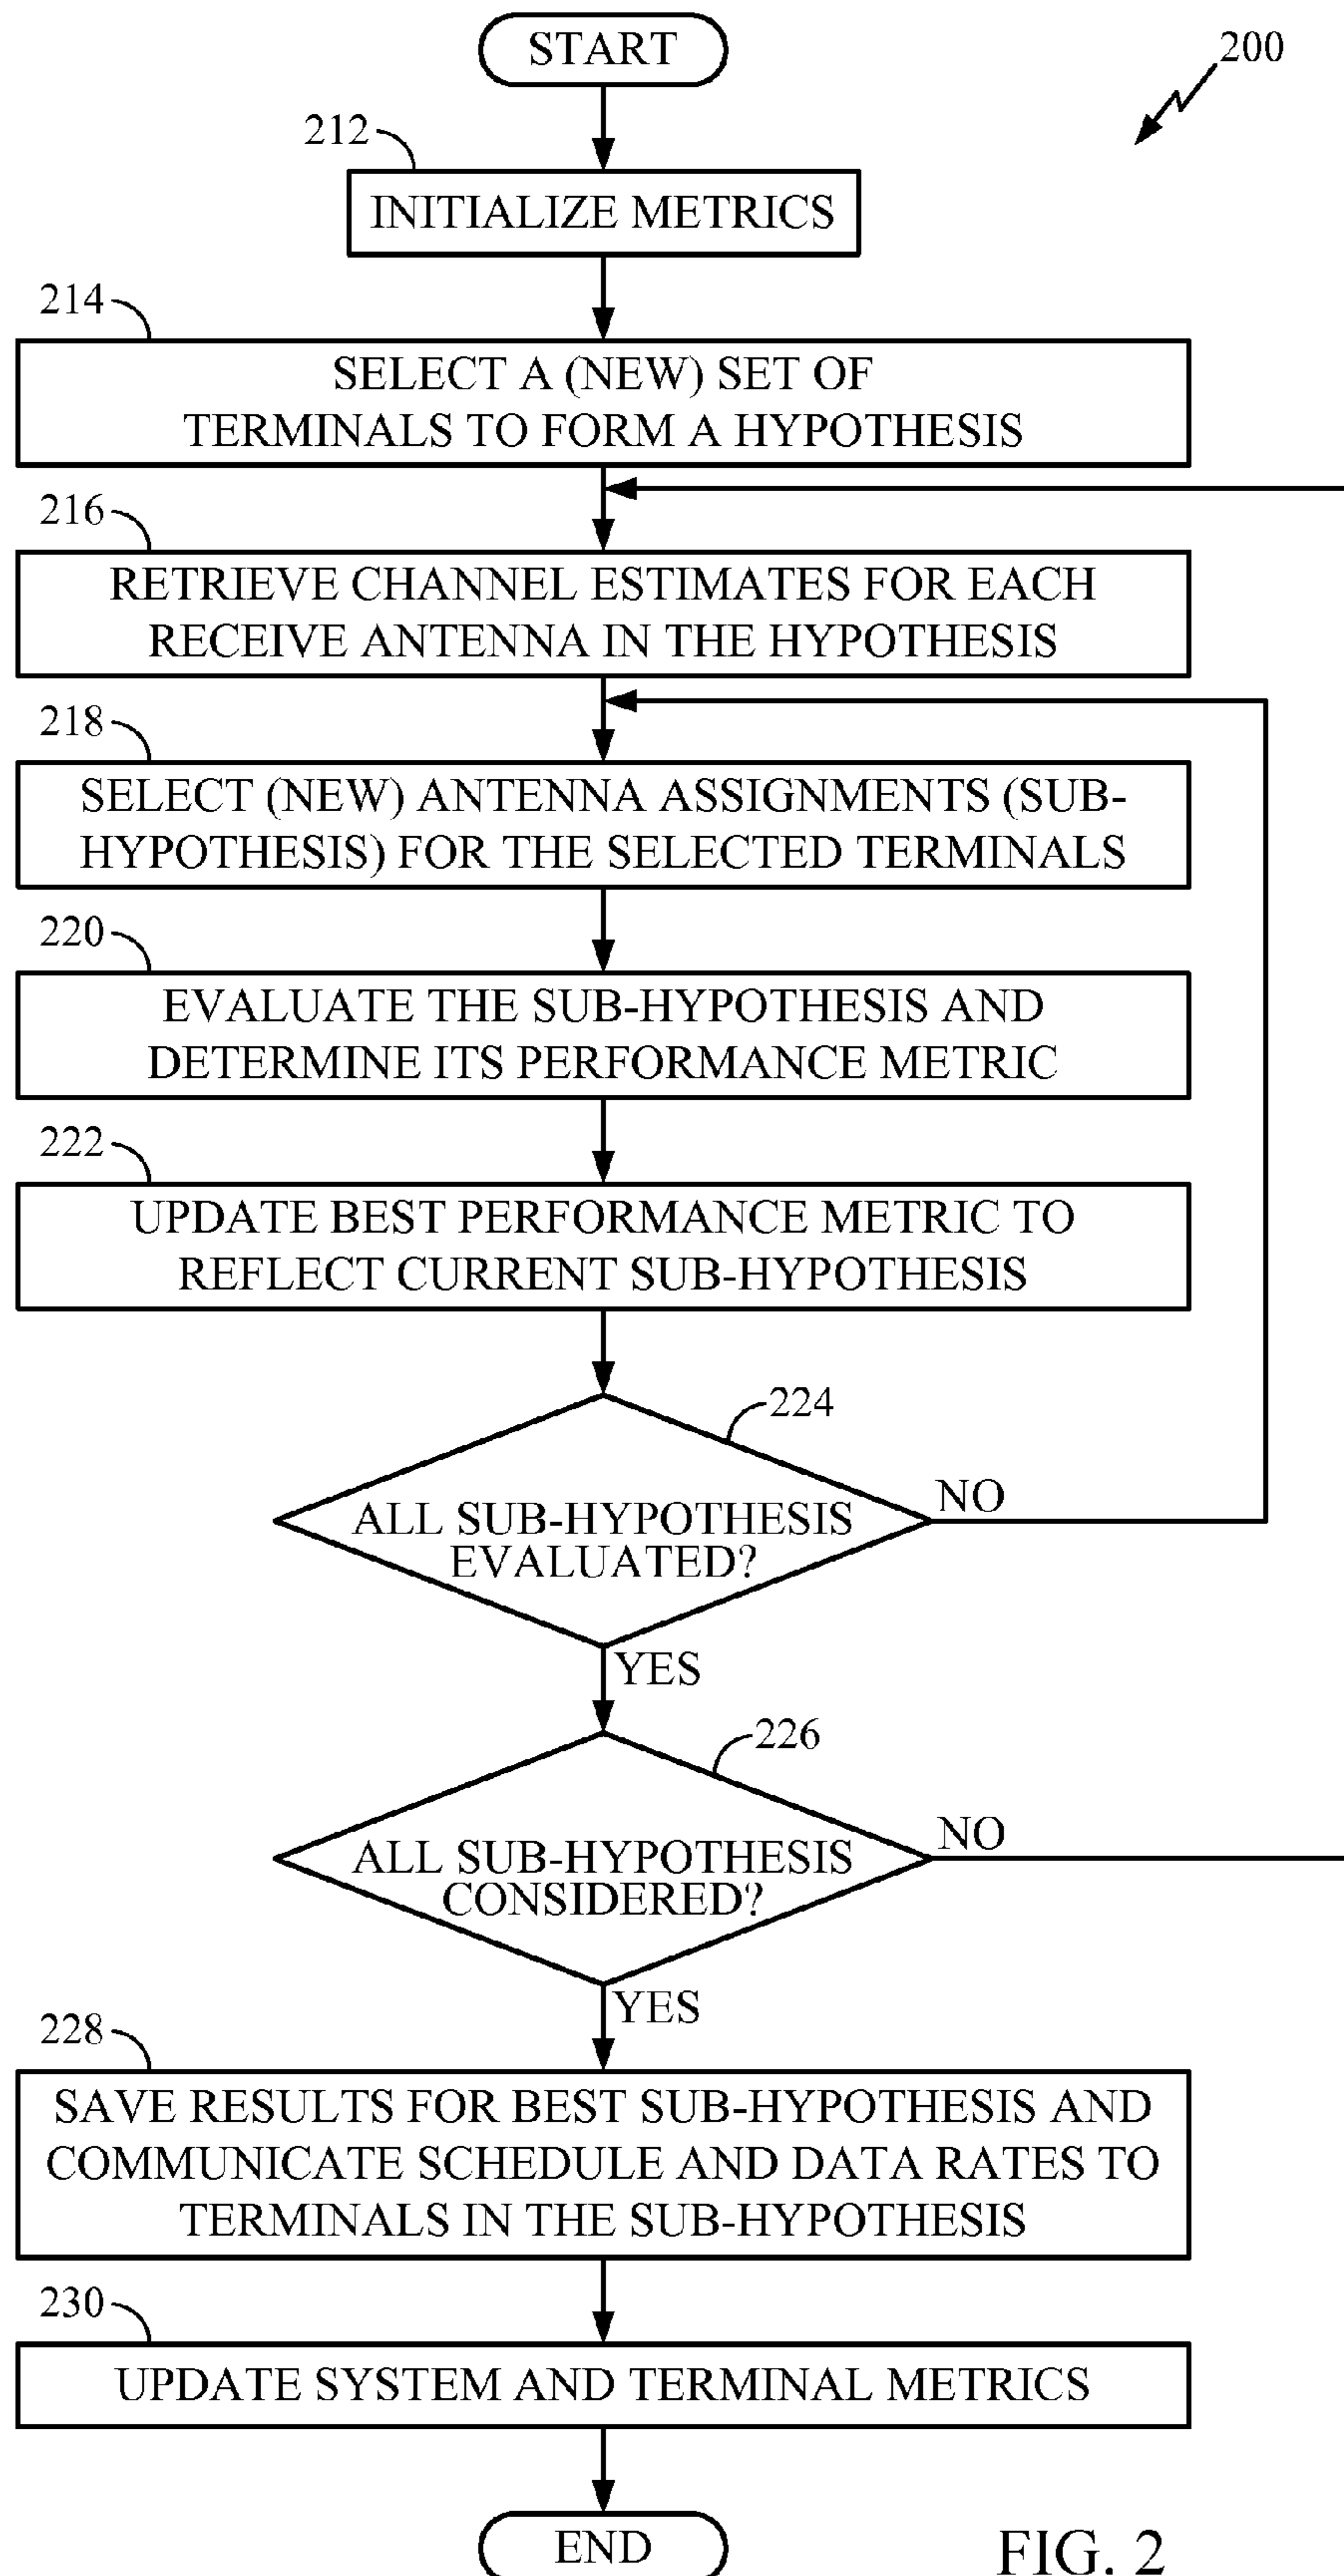 START
200
212
INITIALIZE METRICS
214
SELECT A (NEW) SET OF
TERMINALS TO FORM A HYPOTHESIS
216
RETRIEVE CHANNEL ESTIMATES FOR EACH
RECEIVE ANTENNA IN THE HYPOTHESIS
218
SELECT (NEW) ANTENNA ASSIGNMENTS (SUB-
HYPOTHESIS) FOR THE SELECTED TERMINALS
220
EVALUATE THE SUB-HYPOTHESIS AND
DETERMINE ITS PERFORMANCE METRIC
222
UPDATE BEST PERFORMANCE METRIC TO
REFLECT CURRENT SUB-HYPOTHESIS
224
NO
ALL SUB-HYPOTHESIS
EVALUATED?
YES
226
NO
ALL SUB-HYPOTHESIS
CONSIDERED?
YES
228
SAVE RESULTS FOR BEST SUB-HYPOTHESIS AND
COMMUNICATE SCHEDULE AND DATA RATES TO
TERMINALS IN THE SUB-HYPOTHESIS
230
UPDATE SYSTEM AND TERMINAL METRICS
END
FIG. 2